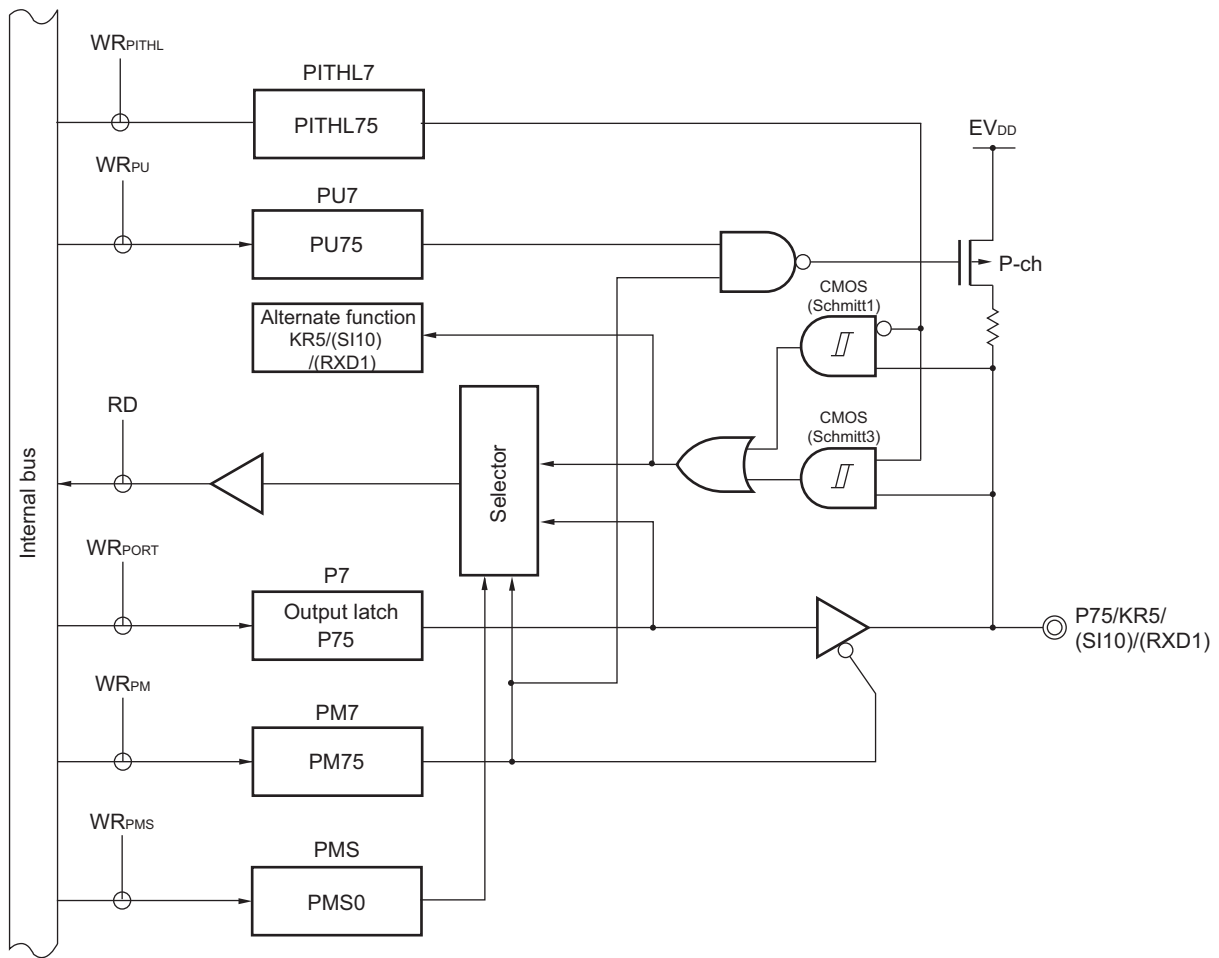 WRPITHL
PITHL7
PITHL75
EVDD
WRPU
PU7
PU75
P-ch
CMOS
(Schmitt1)
Alternate function
KR5/(SI10)
/(RXD1)
RD
CMOS
(Schmitt3)
Selector
Internal bus
WRPORT
P7
Output latch
P75
P75/KR5/
(SI10)/(RXD1)
WRPM
PM7
PM75
WRPMS
PMS
PMS0